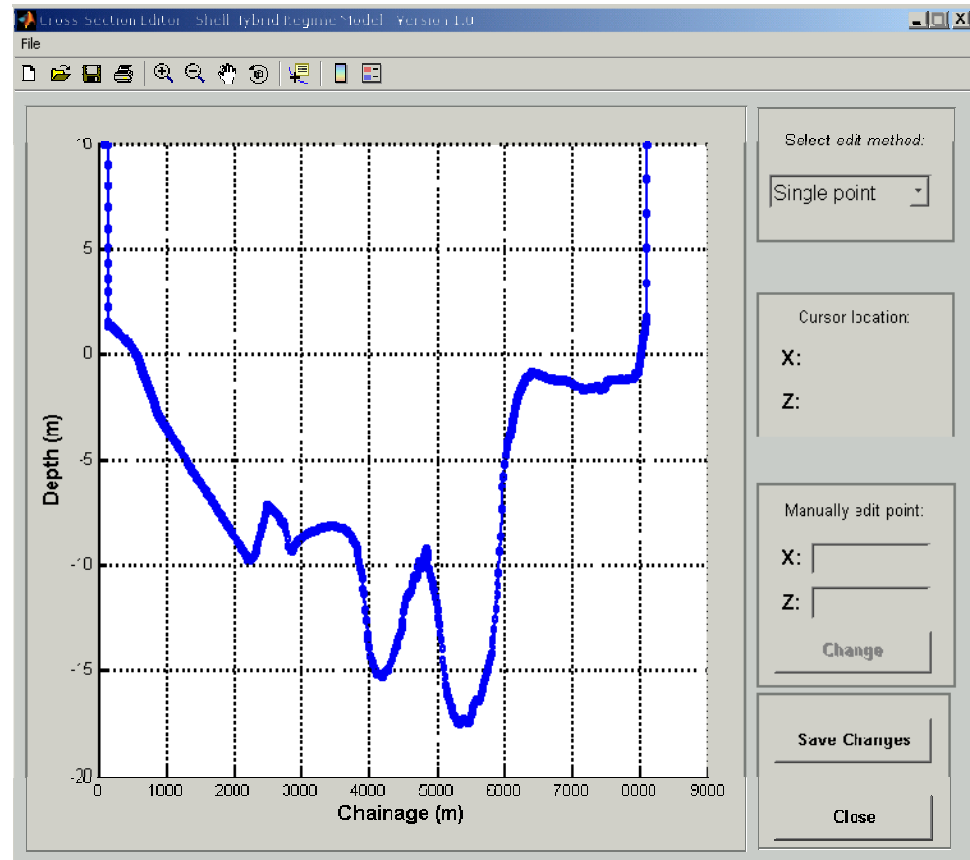 Cross Section Editor - Shell Hybrid Regime Model - Version 1.0
File
Select edit method:
Single point
Cursor location:
X:
Z:
Manually edit point:
X:
Z:
Change
Save Changes
Close
Depth (m)
10
5
0
-5
-10
-15
-20
0 1000 2000 3000 4000 5000 6000 7000 8000 9000
Chainage (m)